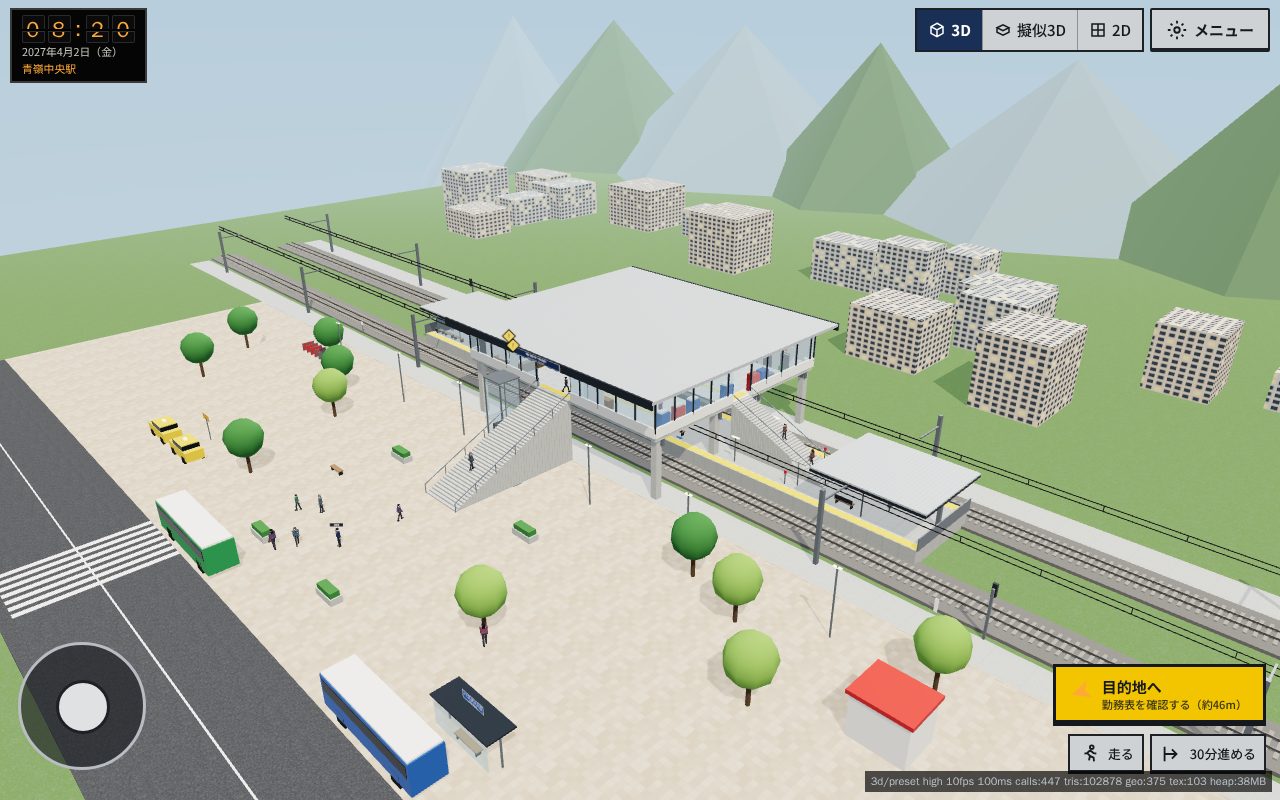 08:20
2027年4月2日（金）
青嶺中央駅
3D
擬似3D
2D
メニュー
目的地へ
勤務表を確認する（約46m）
走る
30分進める
3d/preset high 10fps 100ms calls:447 tris:102878 geo:375 tex:103 heap:38MB